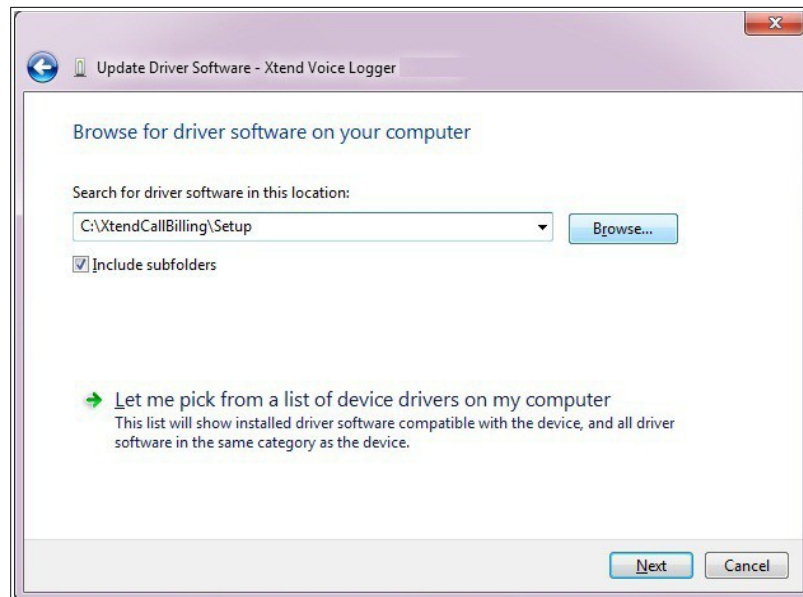 Update Driver Software - Xtend Voice Logger
Browse for driver software on your computer
Search for driver software in this location:
C:\XtendCallBilling\Setup
Browse...
Include subfolders
Let me pick from a list of device drivers on my computer
This list will show installed driver software compatible with the device, and all driver
software in the same category as the device.
Next
Cancel